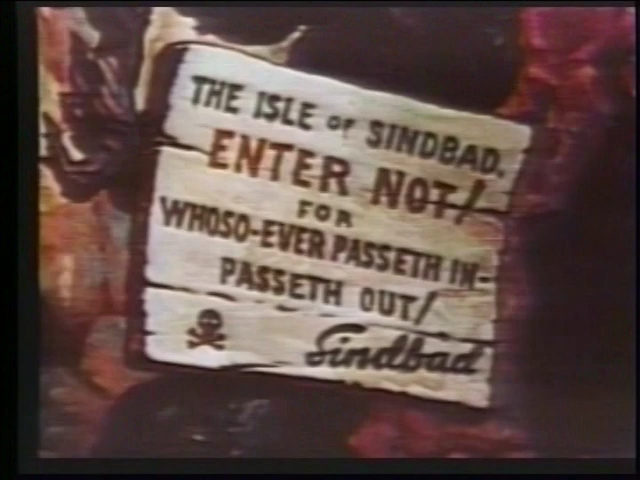 THE ISLE OF SINDBAD.
ENTER NOT!
FOR
WHOSO-EVER PASSETH IN-
PASSETH OUT!
Sindbad